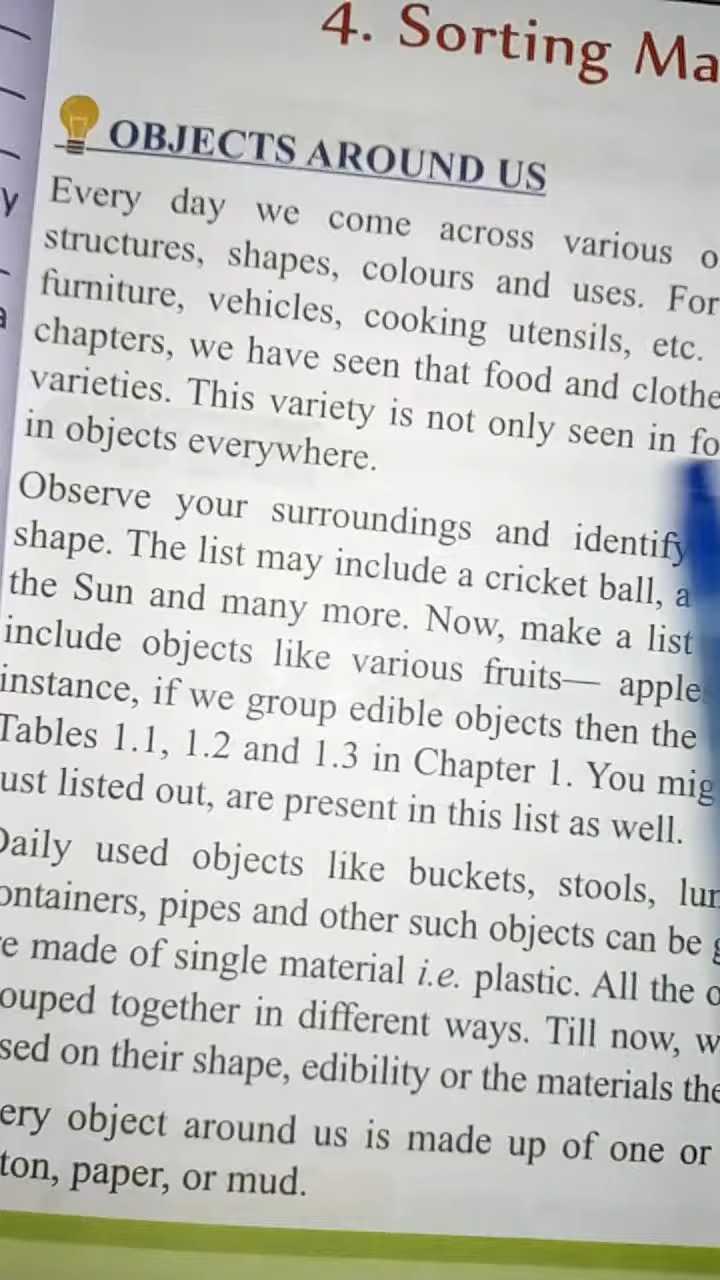 4. Sorting Ma
OBJECTS AROUND US
Every day we come across various o
structures, shapes, colours and uses. For
furniture, vehicles, cooking utensils, etc.
chapters, we have seen that food and clothe
varieties. This variety is not only seen in fo
in objects everywhere.
Observe your surroundings and identify
shape. The list may include a cricket ball, a
the Sun and many more. Now, make a list
include objects like various fruits— apple
instance, if we group edible objects then the
Tables 1.1, 1.2 and 1.3 in Chapter 1. You mig
ust listed out, are present in this list as well.
Daily used objects like buckets, stools, lun
ontainers, pipes and other such objects can be g
e made of single material i.e. plastic. All the o
ouped together in different ways. Till now, w
sed on their shape, edibility or the materials the
ery object around us is made up of one or
ton, paper, or mud.